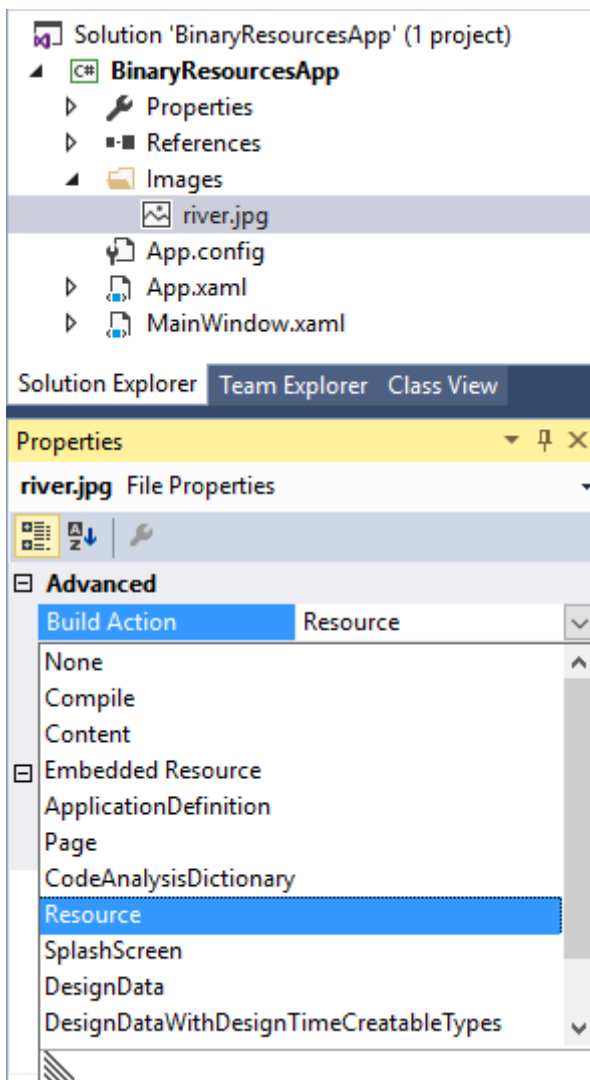 Solution 'BinaryResourcesApp' (1 project)
C# BinaryResourcesApp
Properties
References
Images
river.jpg
App.config
App.xaml
MainWindow.xaml
Solution Explorer Team Explorer Class View
Properties
river.jpg File Properties
A Z
Advanced
Build Action Resource
None
Compile
Content
Embedded Resource
ApplicationDefinition
Page
CodeAnalysisDictionary
Resource
SplashScreen
DesignData
DesignDataWithDesignTimeCreatableTypes